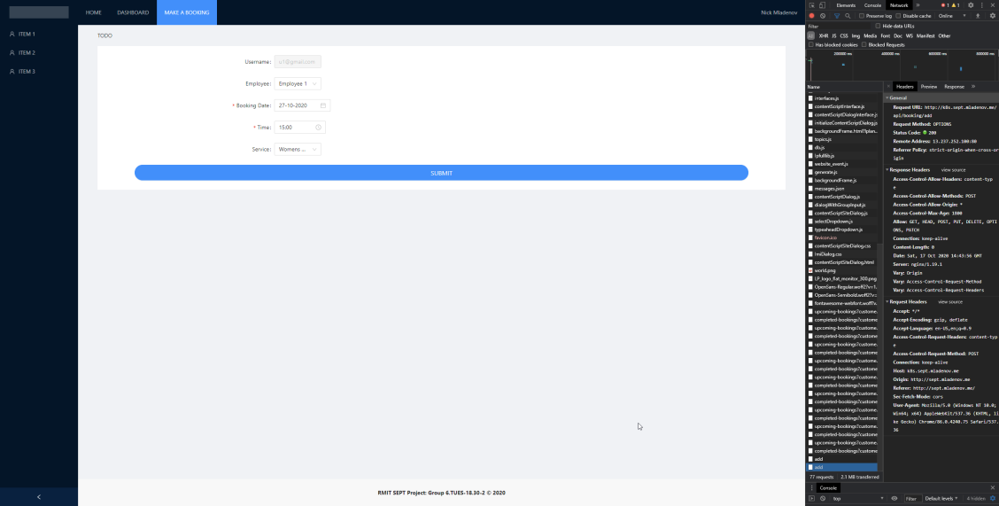 HOME DASHBOARD MAKE A BOOKING Nick Mladenov
ITEM 1
ITEM 2
ITEM 3
TODO
Username: u1@gmail.com
Employee: Employee 1
* Booking Date: 27-10-2020
* Time: 15:00
Service: Womens ...
SUBMIT
RMIT SEPT Project: Group 6.TUES-18.30-2 © 2020
Elements Console Network » 1 1
Preserve log Disable cache Online
Filter Hide data URLs
All XHR JS CSS Img Media Font Doc WS Manifest Other
Has blocked cookies Blocked Requests
200000 ms 400000 ms 600000 ms 800000 ms
Name
interfaces.js
contentScriptInterface.js
contentScriptDialogInterface.js
initializeContentScriptDialog.js
backgroundFrame.html?plan...
topics.js
db.js
lpfulllib.js
website_event.js
generate.js
backgroundFrame.js
messages.json
contentScriptDialog.js
dialogWithGroupInput.js
contentScriptSiteDialog.js
selectDropdown.js
typeaheadDropdown.js
favicon.ico
contentScriptSiteDialog.css
lmiDialog.css
contentScriptSiteDialog.html
world.png
LP_logo_flat_monitor_300.png
OpenSans-Regular.woff2?v=1.
OpenSans-Semibold.woff2?v=
fontawesome-webfont.woff?v.
upcoming-bookings?custome.
completed-bookings?custome
upcoming-bookings?custome.
completed-bookings?custome
upcoming-bookings?custome.
completed-bookings?custome
upcoming-bookings?custome.
completed-bookings?custome
upcoming-bookings?custome.
completed-bookings?custome
upcoming-bookings?custome.
completed-bookings?custome
upcoming-bookings?custome.
completed-bookings?custome
upcoming-bookings?custome.
completed-bookings?custome
upcoming-bookings?custome.
completed-bookings?custome
add
add
77 requests 2.1 MB transferred
Headers Preview Response »
General
Request URL: http://k8s.sept.mladenov.me/
api/booking/add
Request Method: OPTIONS
Status Code: 200
Remote Address: 13.237.252.100:80
Referrer Policy: strict-origin-when-cross-or
igin
Response Headers view source
Access-Control-Allow-Headers: content-typ
e
Access-Control-Allow-Methods: POST
Access-Control-Allow-Origin: *
Access-Control-Max-Age: 1800
Allow: GET, HEAD, POST, PUT, DELETE, OPTI
ONS, PATCH
Connection: keep-alive
Content-Length: 0
Date: Sat, 17 Oct 2020 14:43:56 GMT
Server: nginx/1.19.1
Vary: Origin
Vary: Access-Control-Request-Method
Vary: Access-Control-Request-Headers
Request Headers view source
Accept: */*
Accept-Encoding: gzip, deflate
Accept-Language: en-US,en;q=0.9
Access-Control-Request-Headers: content-typ
e
Access-Control-Request-Method: POST
Connection: keep-alive
Host: k8s.sept.mladenov.me
Origin: http://sept.mladenov.me
Referer: http://sept.mladenov.me/
Sec-Fetch-Mode: cors
User-Agent: Mozilla/5.0 (Windows NT 10.0;
Win64; x64) AppleWebKit/537.36 (KHTML, li
ke Gecko) Chrome/86.0.4240.75 Safari/537.
36
Console
top Filter Default levels 4 hidden